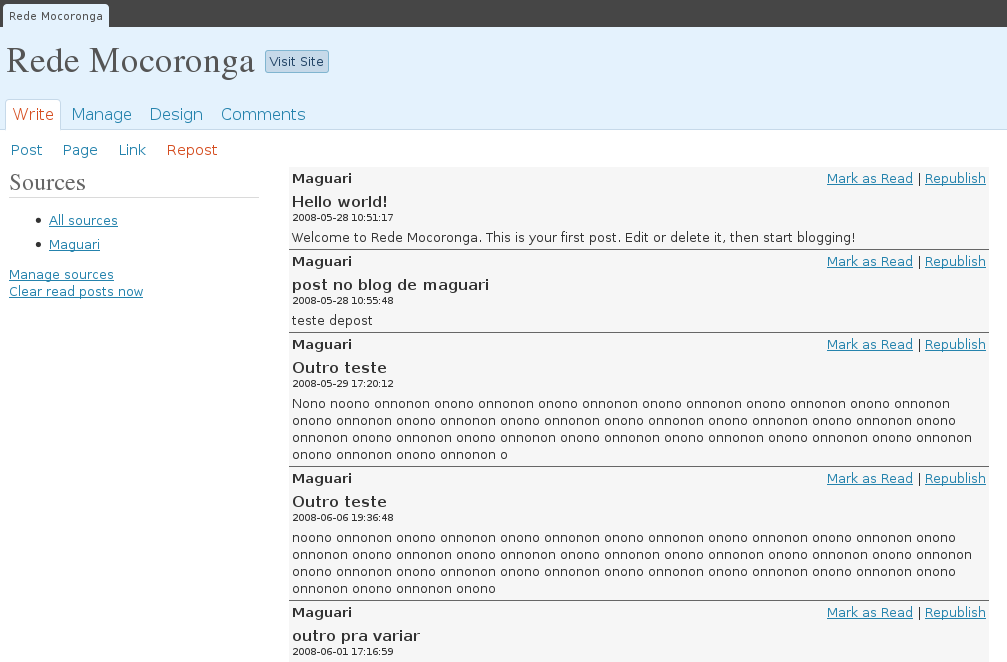 Rede Mocoronga
Rede Mocoronga Visit Site
Write Manage Design Comments
Post Page Link Repost
Sources
All sources
Maguari
Manage sources
Clear read posts now
Maguari Mark as Read | Republish
Hello world!
2008-05-28 10:51:17
Welcome to Rede Mocoronga. This is your first post. Edit or delete it, then start blogging!
Maguari Mark as Read | Republish
post no blog de maguari
2008-05-28 10:55:48
teste depost
Maguari Mark as Read | Republish
Outro teste
2008-05-29 17:20:12
Nono noono onnonon onono onnonon onono onnonon onono onnonon onono onnonon onono onnonon
onono onnonon onono onnonon onono onnonon onono onnonon onono onnonon onono onnonon onono
onnonon onono onnonon onono onnonon onono onnonon onono onnonon onono onnonon onono onnonon
onono onnonon onono onnonon o
Maguari Mark as Read | Republish
Outro teste
2008-06-06 19:36:48
noono onnonon onono onnonon onono onnonon onono onnonon onono onnonon onono onnonon onono
onnonon onono onnonon onono onnonon onono onnonon onono onnonon onono onnonon onono onnonon
onono onnonon onono onnonon onono onnonon onono onnonon onono onnonon onono onnonon onono
onnonon onono onnonon onono
Maguari Mark as Read | Republish
outro pra variar
2008-06-01 17:16:59